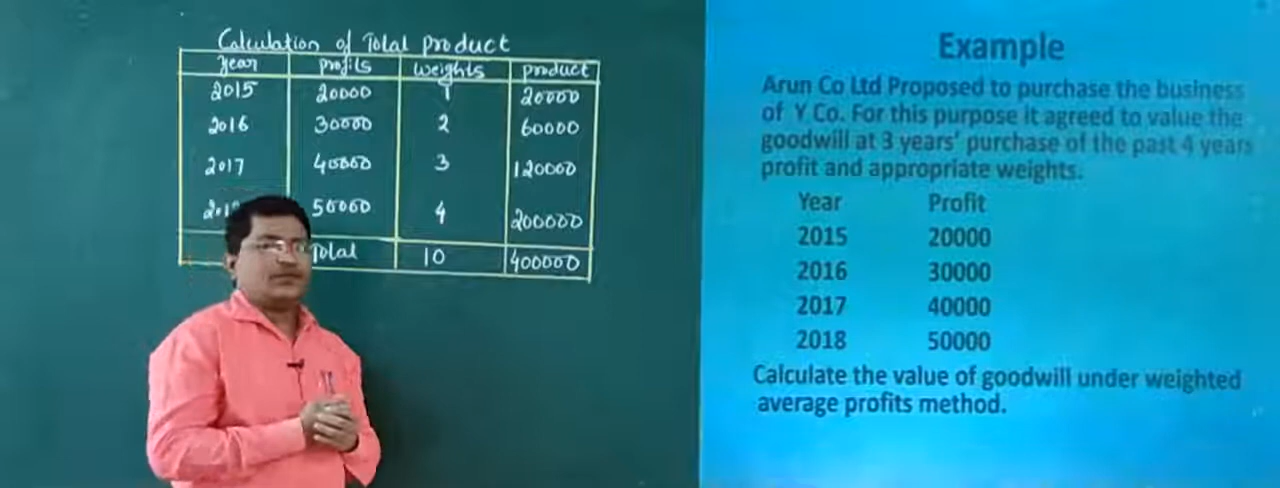 Calculation of Total product
Year profits weights product
2015 20000 1 20000
2016 30000 2 60000
2017 40000 3 120000
50000 4 200000
Total 10 400000
Example
Arun Co Ltd Proposed to purchase the business
of Y Co. For this purpose it agreed to value the
goodwill at 3 years' purchase of the past 4 years
profit and appropriate weights.
Year Profit
2015 20000
2016 30000
2017 40000
2018 50000
Calculate the value of goodwill under weighted
average profits method.